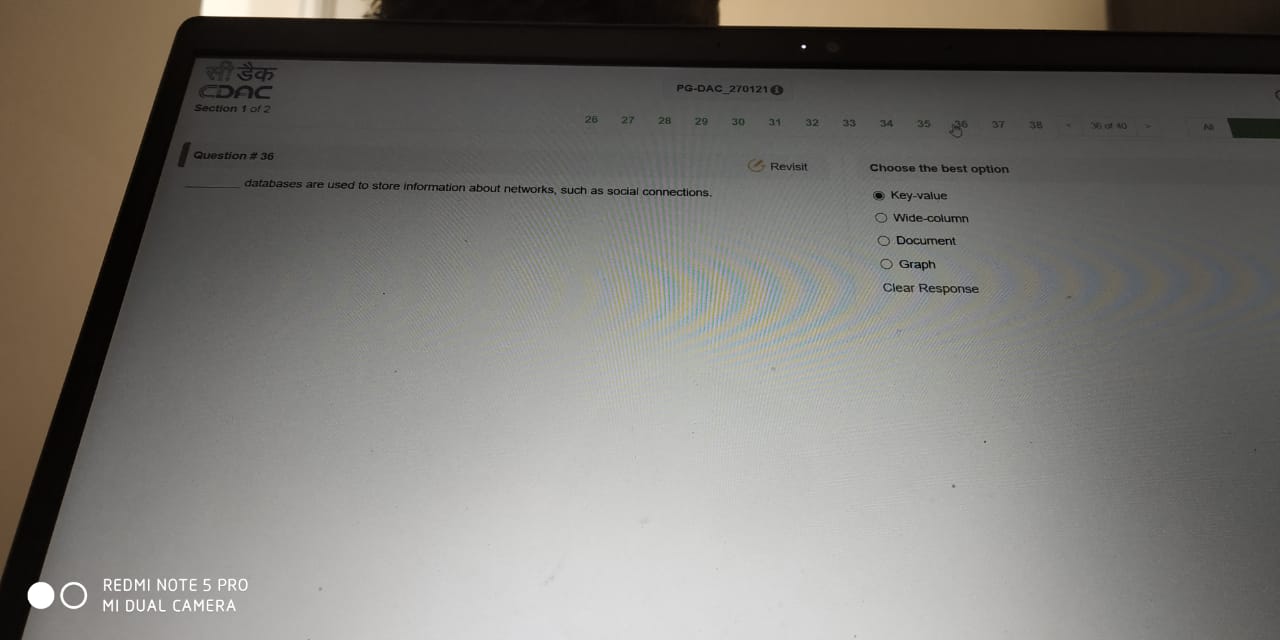 सी डैक
CDAC
Section 1 of 2
PG-DAC_270121
26 27 28 29 30 31 32 33 34 35 36 37 38 < 36 of 40 > All
Question # 36
Revisit
________ databases are used to store information about networks, such as social connections.
Choose the best option
Key-value
Wide-column
Document
Graph
Clear Response
REDMI NOTE 5 PRO
MI DUAL CAMERA